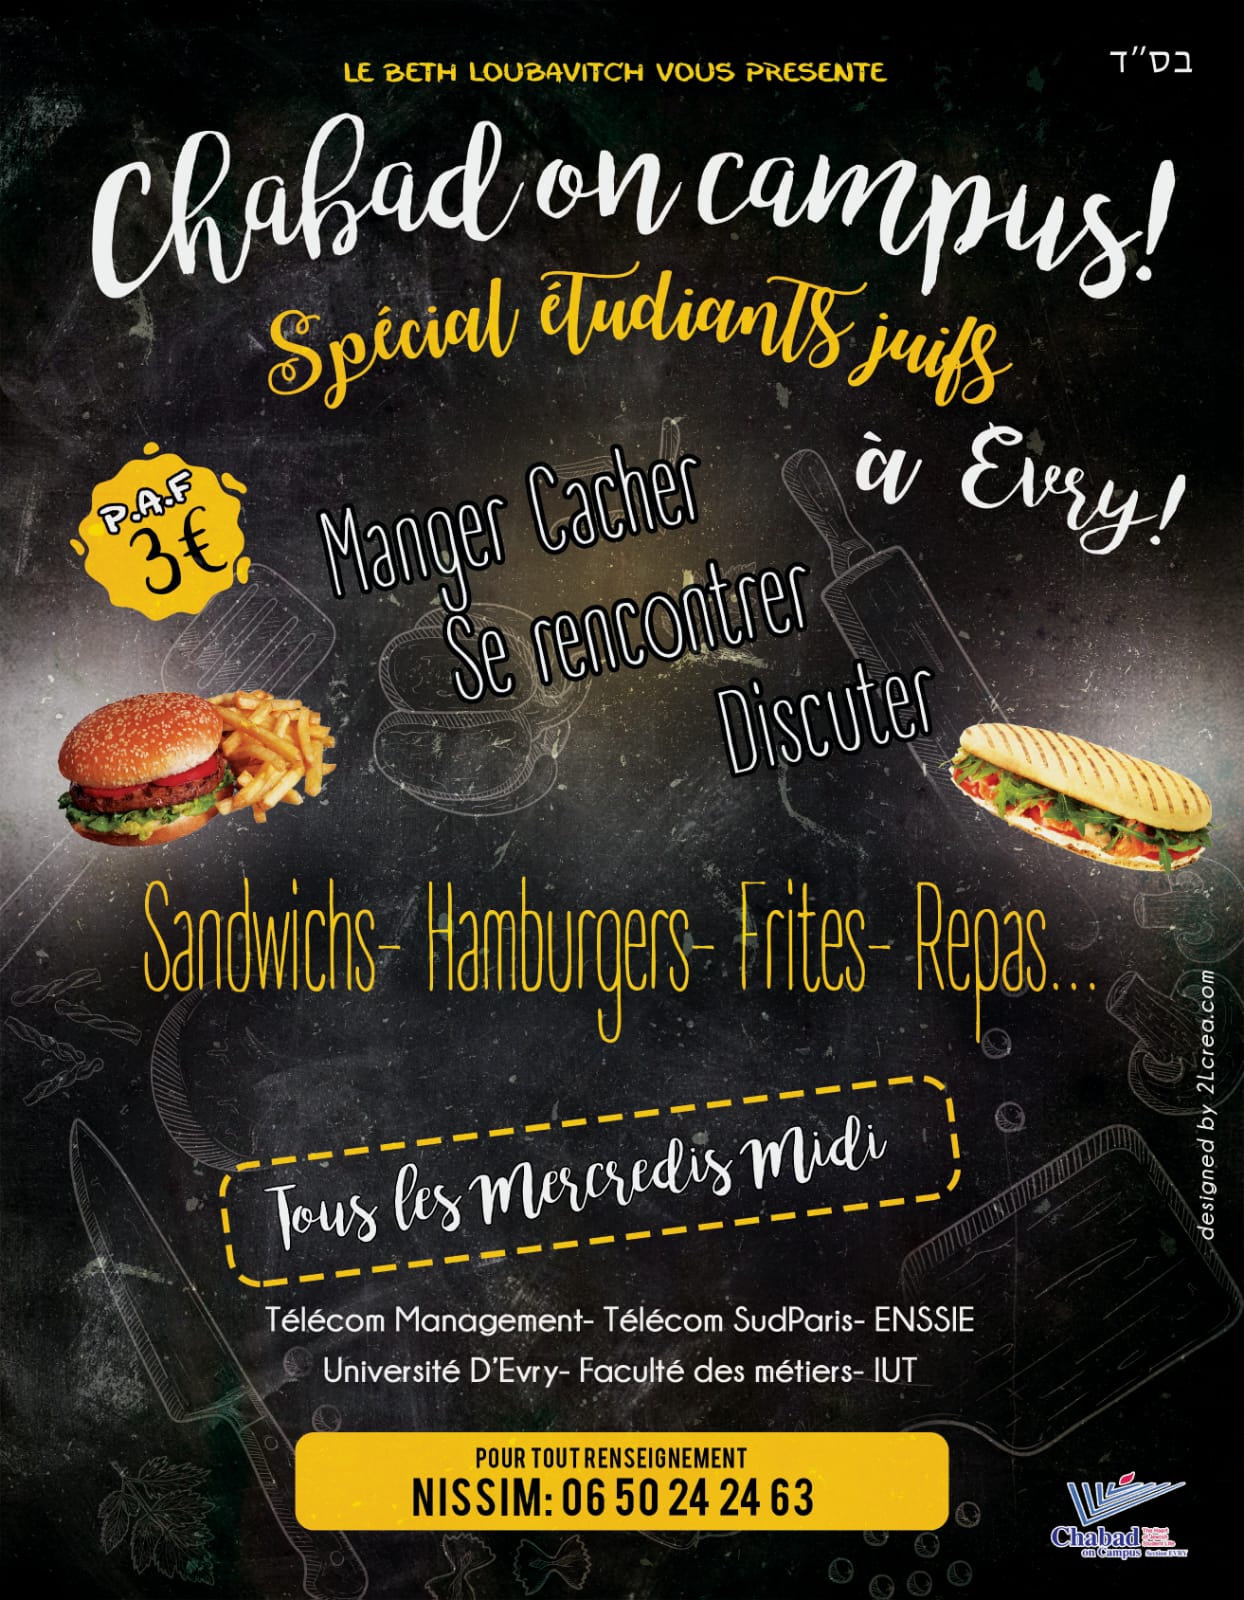 בס״ד
LE BETH LOUBAVITCH VOUS PRESENTE
Chabad on campus!
Spécial étudiants juifs
à Evry!
P.A.F
3€
Manger Cacher
Se rencontrer
Discuter
Sandwichs- Hamburgers- Frites- Repas...
Tous les Mercredis Midi
Télécom Management- Télécom SudParis- ENSSIE
Université D'Evry- Faculté des métiers- IUT
POUR TOUT RENSEIGNEMENT
NISSIM: 06 50 24 24 63
designed by 2Lcrea.com
Chabad
on Campus
Section EVRY